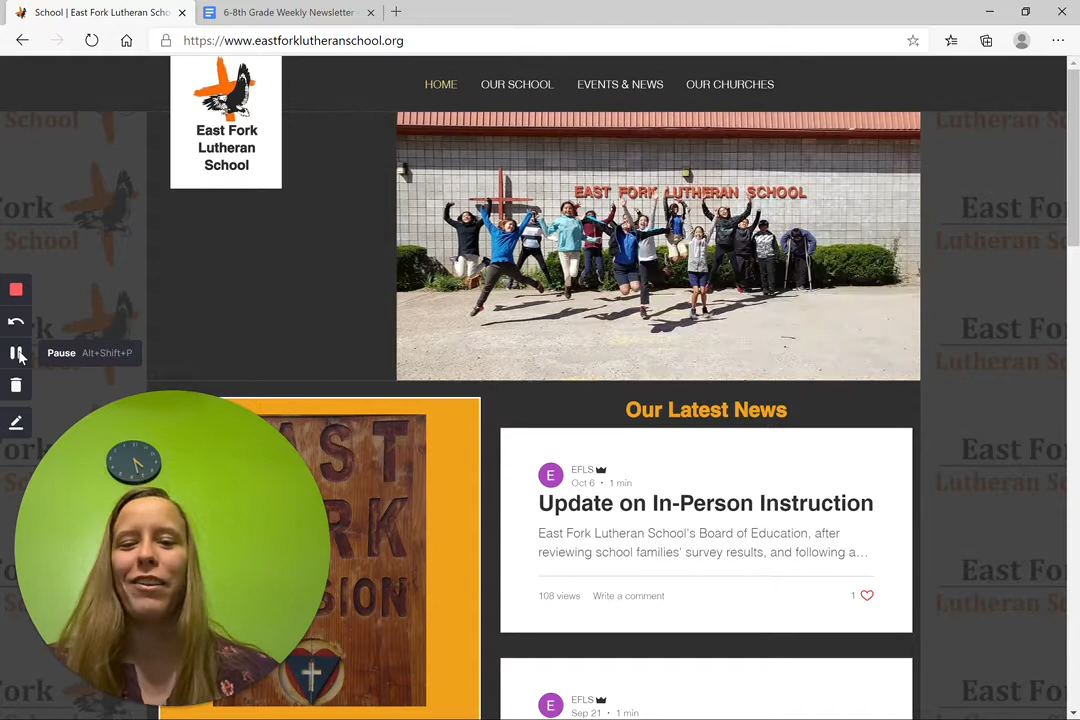 School | East Fork Lutheran Scho
6-8th Grade Weekly Newsletter
https://www.eastforklutheranschool.org
East Fork
Lutheran
School
HOME
OUR SCHOOL
EVENTS & NEWS
OUR CHURCHES
EAST FORK LUTHERAN SCHOOL
Pause Alt+Shift+P
Our Latest News
E
EFLS
Oct 6 • 1 min
Update on In-Person Instruction
East Fork Lutheran School's Board of Education, after
reviewing school families' survey results, and following a…
108 views Write a comment 1
E
EFLS
Sep 21 • 1 min